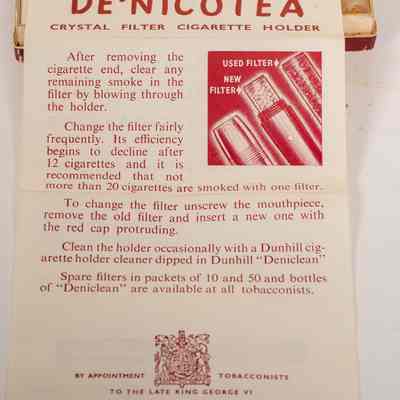 DE-NICOTEA
CRYSTAL FILTER CIGARETTE HOLDER
After removing the
cigarette end, clear any
remaining smoke in the
filter by blowing through
the holder.
USED FILTER
NEW
FILTER
Change the filter fairly
frequently. Its efficiency
begins to decline after
12 cigarettes and it is
recommended that not
more than 20 cigarettes are smoked with one filter.
To change the filter unscrew the mouthpiece,
remove the old filter and insert a new one with
the red cap protruding.
Clean the holder occasionally with a Dunhill cig-
arette holder cleaner dipped in Dunhill "Deniclean"
Spare filters in packets of 10 and 50 and bottles
of "Deniclean" are available at all tobacconists.
BY APPOINTMENT TOBACCONISTS
TO THE LATE KING GEORGE VI